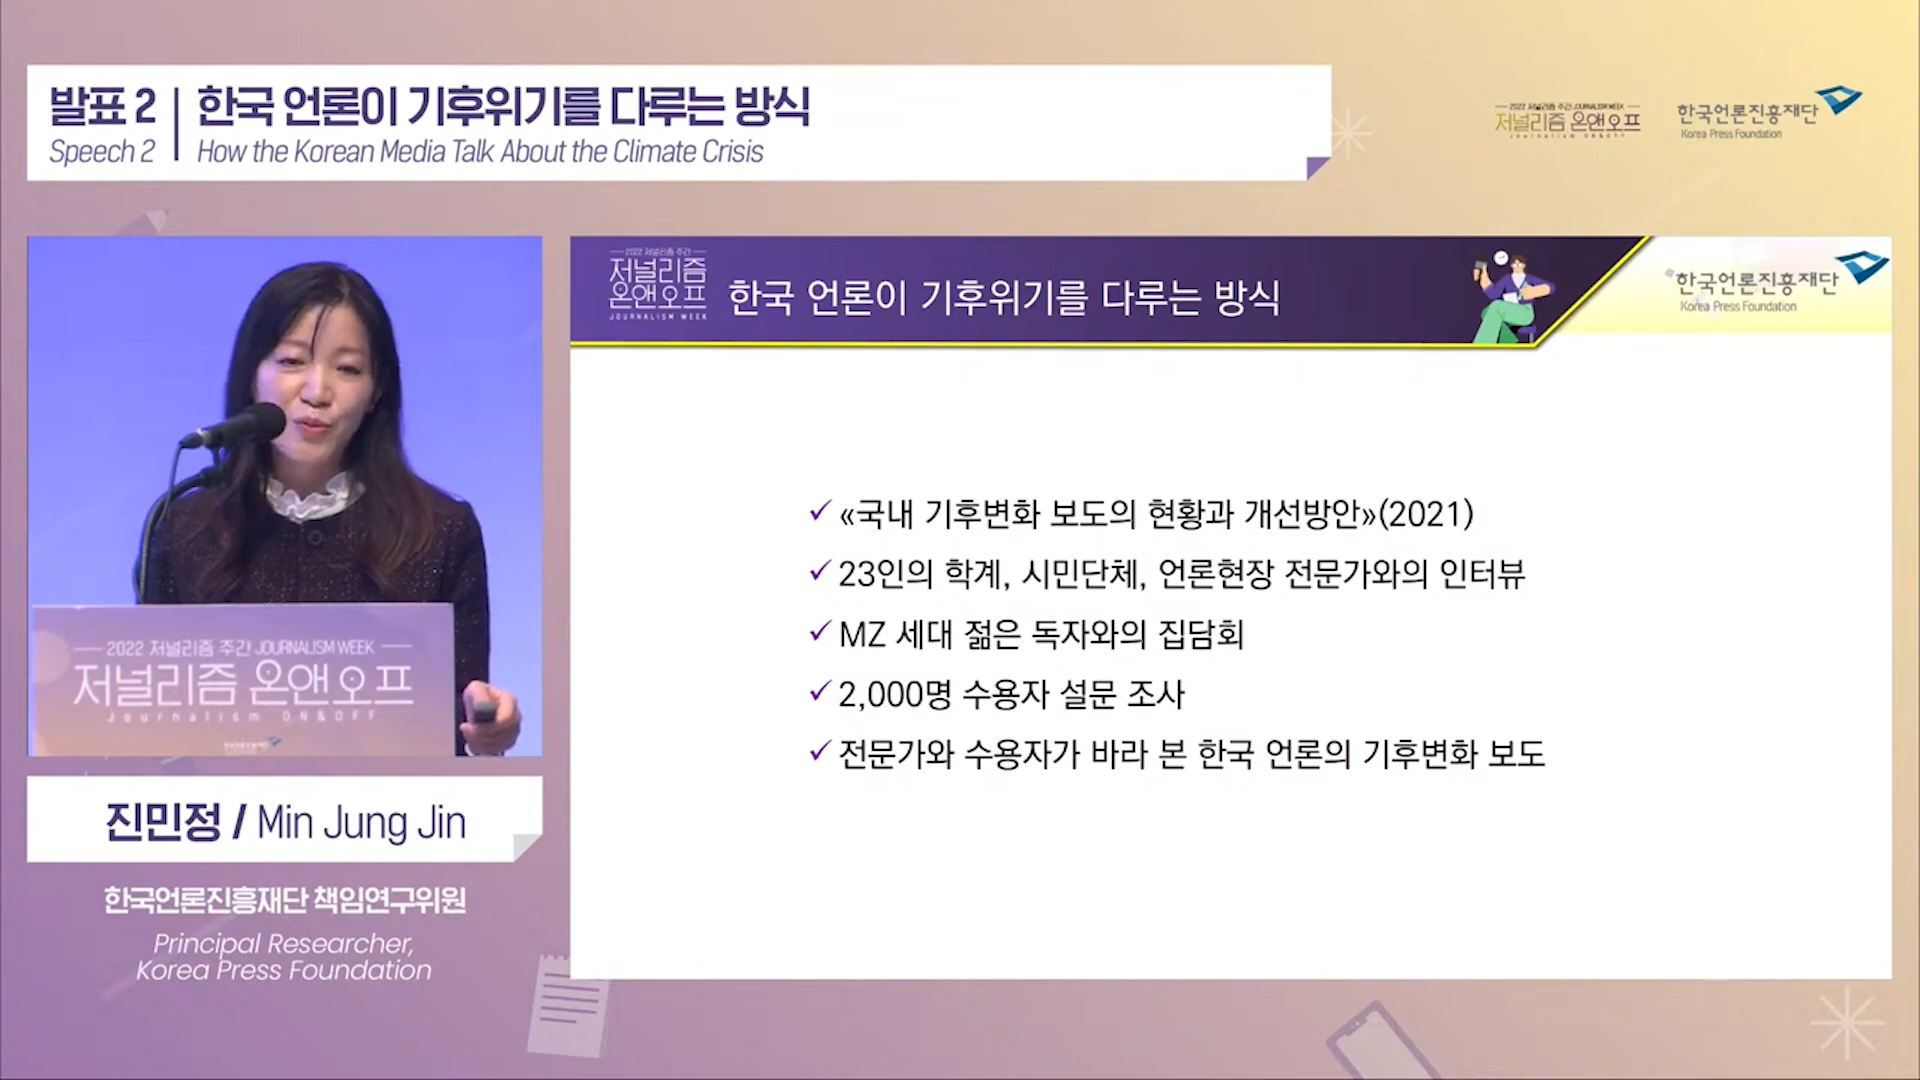 발표 2
Speech 2
한국 언론이 기후위기를 다루는 방식
How the Korean Media Talk About the Climate Crisis
2022 저널리즘 주간 JOURNALISM WEEK
저널리즘 온앤오프
Journalism ON&OFF
한국언론진흥재단
Korea Press Foundation
2022 저널리즘 주간
저널리즘
온앤오프
JOURNALISM WEEK
한국 언론이 기후위기를 다루는 방식
한국언론진흥재단
Korea Press Foundation
✓ «국내 기후변화 보도의 현황과 개선방안»(2021)
✓ 23인의 학계, 시민단체, 언론현장 전문가와의 인터뷰
✓ MZ 세대 젊은 독자와의 집담회
✓ 2,000명 수용자 설문 조사
✓ 전문가와 수용자가 바라 본 한국 언론의 기후변화 보도
2022 저널리즘 주간 JOURNALISM WEEK
저널리즘 온앤오프
Journalism ON&OFF
한국언론진흥재단
진민정 / Min Jung Jin
한국언론진흥재단 책임연구위원
Principal Researcher,
Korea Press Foundation